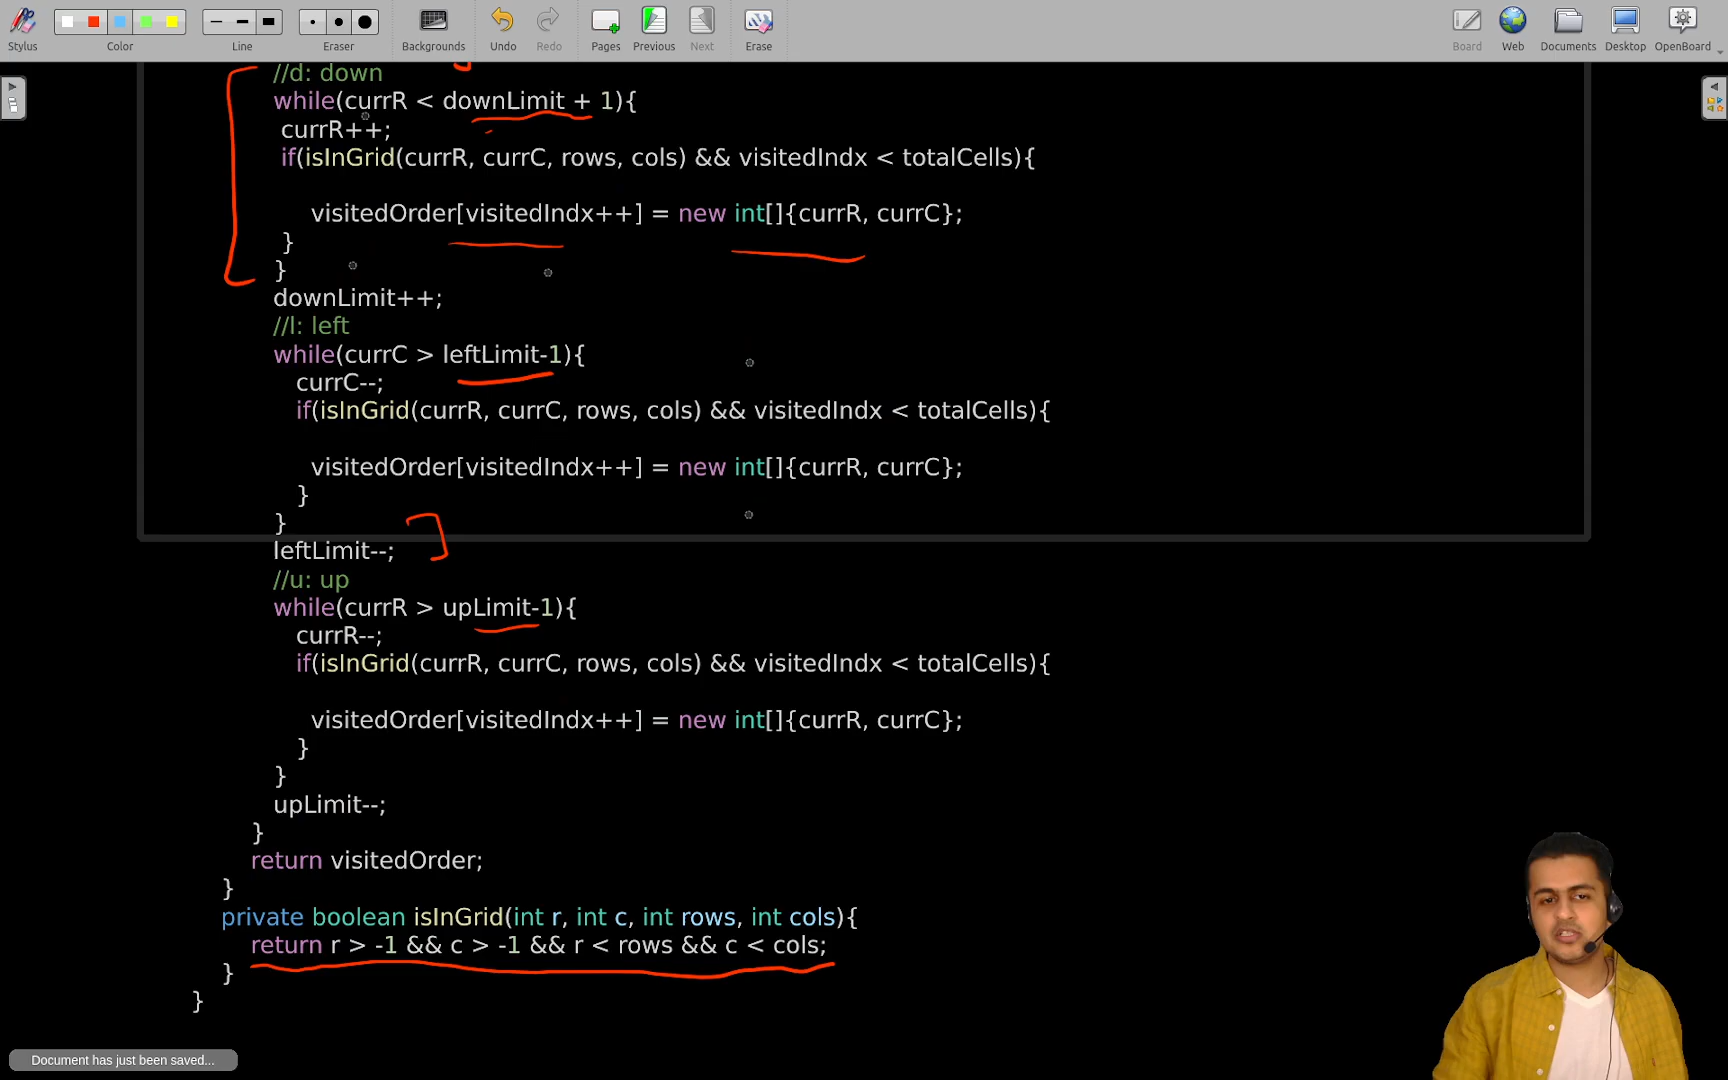 Stylus
Color
Line
Eraser
Backgrounds
Undo
Redo
Pages
Previous
Next
Erase
Board
Web
Documents
Desktop
OpenBoard
//d: down
while(currR < downLimit + 1){
currR++;
if(isInGrid(currR, currC, rows, cols) && visitedIndx < totalCells){
visitedOrder[visitedIndx++] = new int[]{currR, currC};
}
}
downLimit++;
//l: left
while(currC > leftLimit-1){
currC--;
if(isInGrid(currR, currC, rows, cols) && visitedIndx < totalCells){
visitedOrder[visitedIndx++] = new int[]{currR, currC};
}
}
leftLimit--;
//u: up
while(currR > upLimit-1){
currR--;
if(isInGrid(currR, currC, rows, cols) && visitedIndx < totalCells){
visitedOrder[visitedIndx++] = new int[]{currR, currC};
}
}
upLimit--;
}
return visitedOrder;
}
private boolean isInGrid(int r, int c, int rows, int cols){
return r > -1 && c > -1 && r < rows && c < cols;
}
}
Document has just been saved...